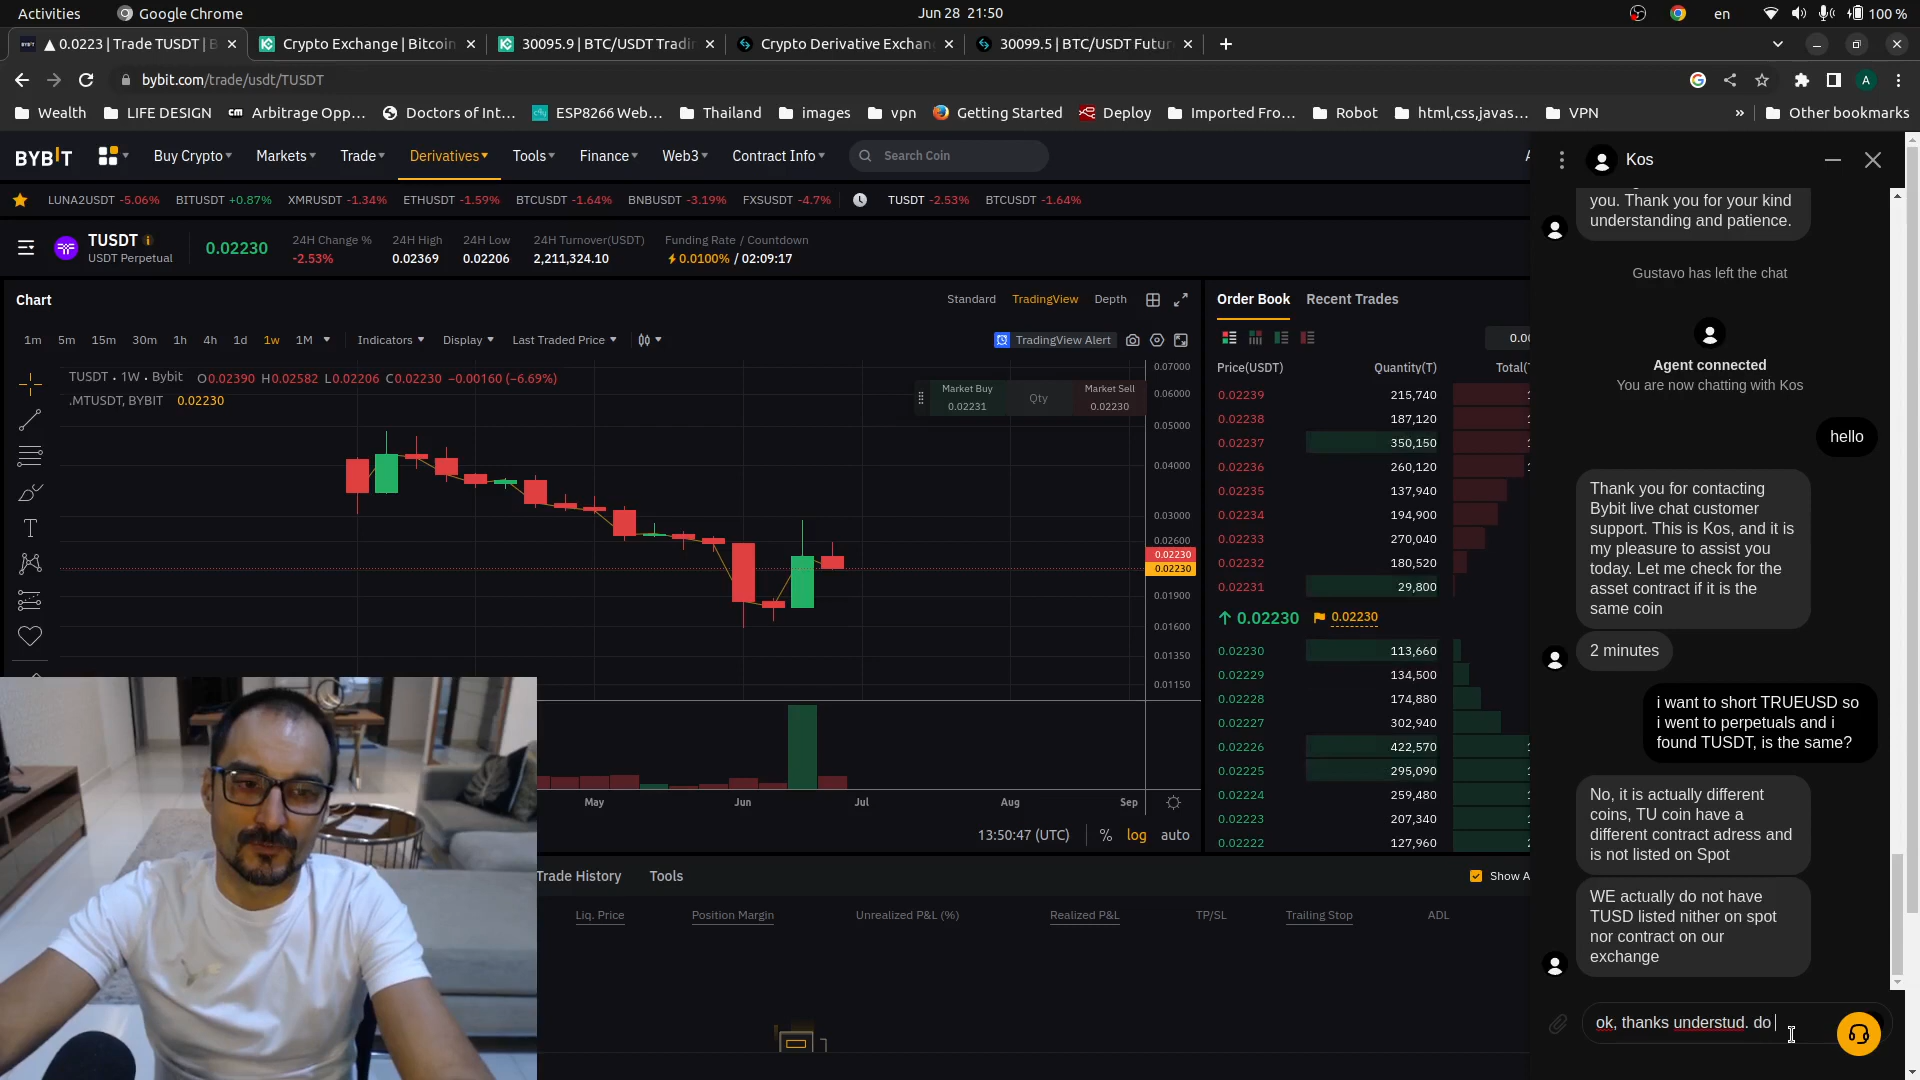 Activities
Google Chrome
Jun 28 21:50
en
100 %
▲ 0.0223 | Trade TUSDT | B
Crypto Exchange | Bitcoin
30095.9 | BTC/USDT Tradi
Crypto Derivative Exchan
30099.5 | BTC/USDT Futur
bybit.com/trade/usdt/TUSDT
A
Wealth
LIFE DESIGN
cm Arbitrage Opp...
Doctors of Int...
ESP8266 Web...
Thailand
images
vpn
Getting Started
Deploy
Imported Fro...
Robot
html,css,javas...
VPN
»
Other bookmarks
BYBIT
Buy Crypto
Markets
Trade
Derivatives
Tools
Finance
Web3
Contract Info
Search Coin
LUNA2USDT -5.06%
BITUSDT +0.87%
XMRUSDT -1.34%
ETHUSDT -1.59%
BTCUSDT -1.64%
BNBUSDT -3.19%
FXSUSDT -4.7%
TUSDT -2.53%
BTCUSDT -1.64%
TUSDT
USDT Perpetual
0.02230
24H Change %
-2.53%
24H High
0.02369
24H Low
0.02206
24H Turnover(USDT)
2,211,324.10
Funding Rate / Countdown
0.0100% / 02:09:17
Chart
Standard
TradingView
Depth
1m
5m
15m
30m
1h
4h
1d
1w
1M
Indicators
Display
Last Traded Price
TradingView Alert
TUSDT · 1W · Bybit O0.02390 H0.02582 L0.02206 C0.02230 -0.00160 (-6.69%)
.MTUSDT, BYBIT 0.02230
Market Buy
0.02231
Qty
Market Sell
0.02230
0.07000
0.06000
0.05000
0.04000
0.03000
0.02600
0.02230
0.02230
0.01900
0.01600
0.01350
0.01150
May
Jun
Jul
Aug
Sep
13:50:47 (UTC)
%
log
auto
Order Book
Recent Trades
0.00
Price(USDT)
Quantity(T)
Total(
0.02239 215,740
0.02238 187,120
0.02237 350,150
0.02236 260,120
0.02235 137,940
0.02234 194,900
0.02233 270,040
0.02232 180,520
0.02231 29,800
0.02230
0.02230
0.02230 113,660
0.02229 134,500
0.02228 174,880
0.02227 302,940
0.02226 422,570
0.02225 295,090
0.02224 259,480
0.02223 207,340
0.02222 127,960
Trade History
Tools
Show A
Liq. Price
Position Margin
Unrealized P&L (%)
Realized P&L
TP/SL
Trailing Stop
ADL
Kos
you. Thank you for your kind
understanding and patience.
Gustavo has left the chat
Agent connected
You are now chatting with Kos
hello
Thank you for contacting
Bybit live chat customer
support. This is Kos, and it is
my pleasure to assist you
today. Let me check for the
asset contract if it is the
same coin
2 minutes
i want to short TRUEUSD so
i went to perpetuals and i
found TUSDT, is the same?
No, it is actually different
coins, TU coin have a
different contract adress and
is not listed on Spot
WE actually do not have
TUSD listed nither on spot
nor contract on our
exchange
ok, thanks understud. do